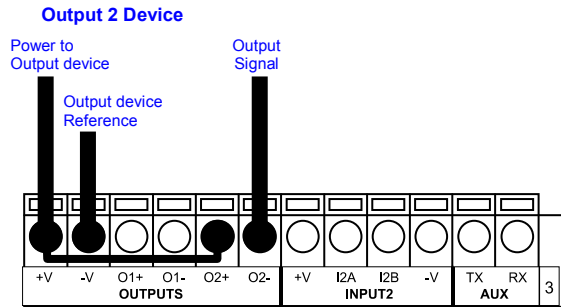 Output 2 Device
Power to
Output device
Output
Signal
Output device
Reference
+V -V O1+ O1- O2+ O2- +V I2A I2B -V TX RX 3
OUTPUTS INPUT2 AUX